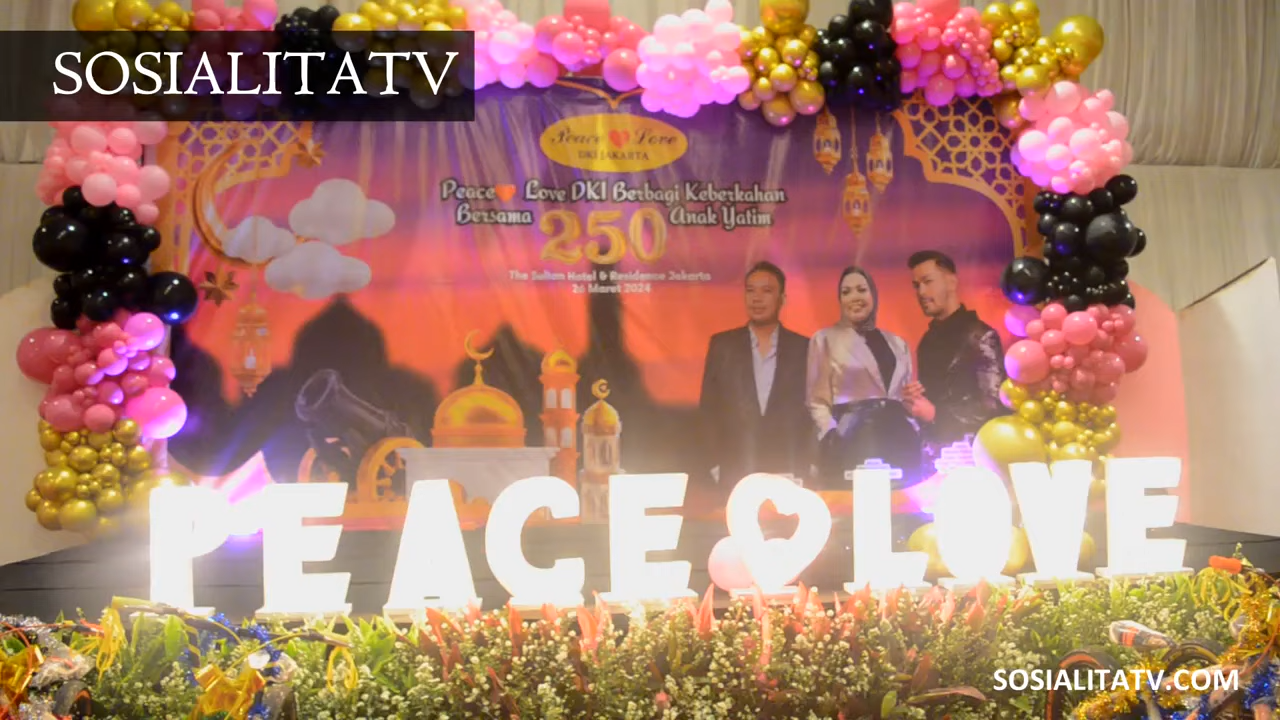 SOSIALITATV
Peace Love
DKI JAKARTA
Peace Love DKI Berbagi Keberkahan
Bersama 250 Anak Yatim
The Sultan Hotel & Residence Jakarta
26 Maret 2024
PEACE LOVE
SOSIALITATV.COM